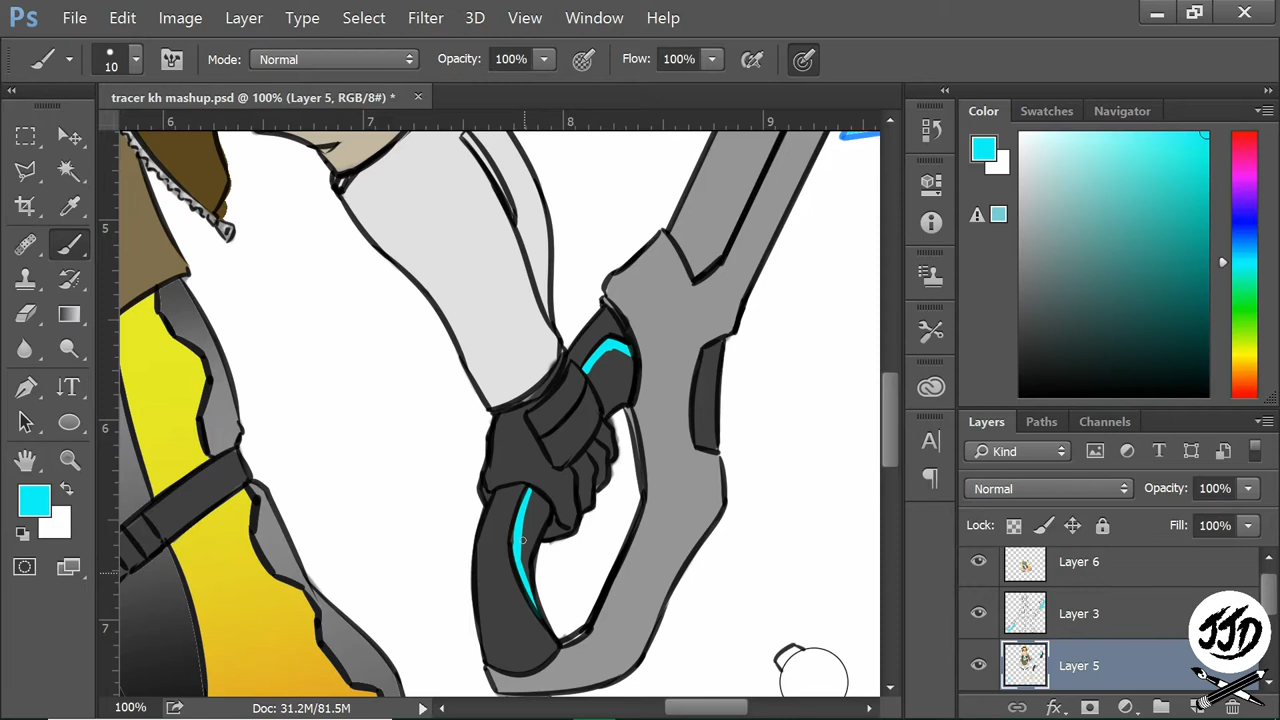 Ps File Edit Image Layer Type Select Filter 3D View Window Help
10 Mode: Normal Opacity: 100% Flow: 100%
tracer kh mashup.psd @ 100% (Layer 5, RGB/8#) * ×
6 7 8 9
5
6
7
Color Swatches Navigator
Layers Paths Channels
Kind
Normal Opacity: 100%
Lock: Fill: 100%
Layer 6
Layer 3
Layer 5
JJD
100% Doc: 31.2M/81.5M